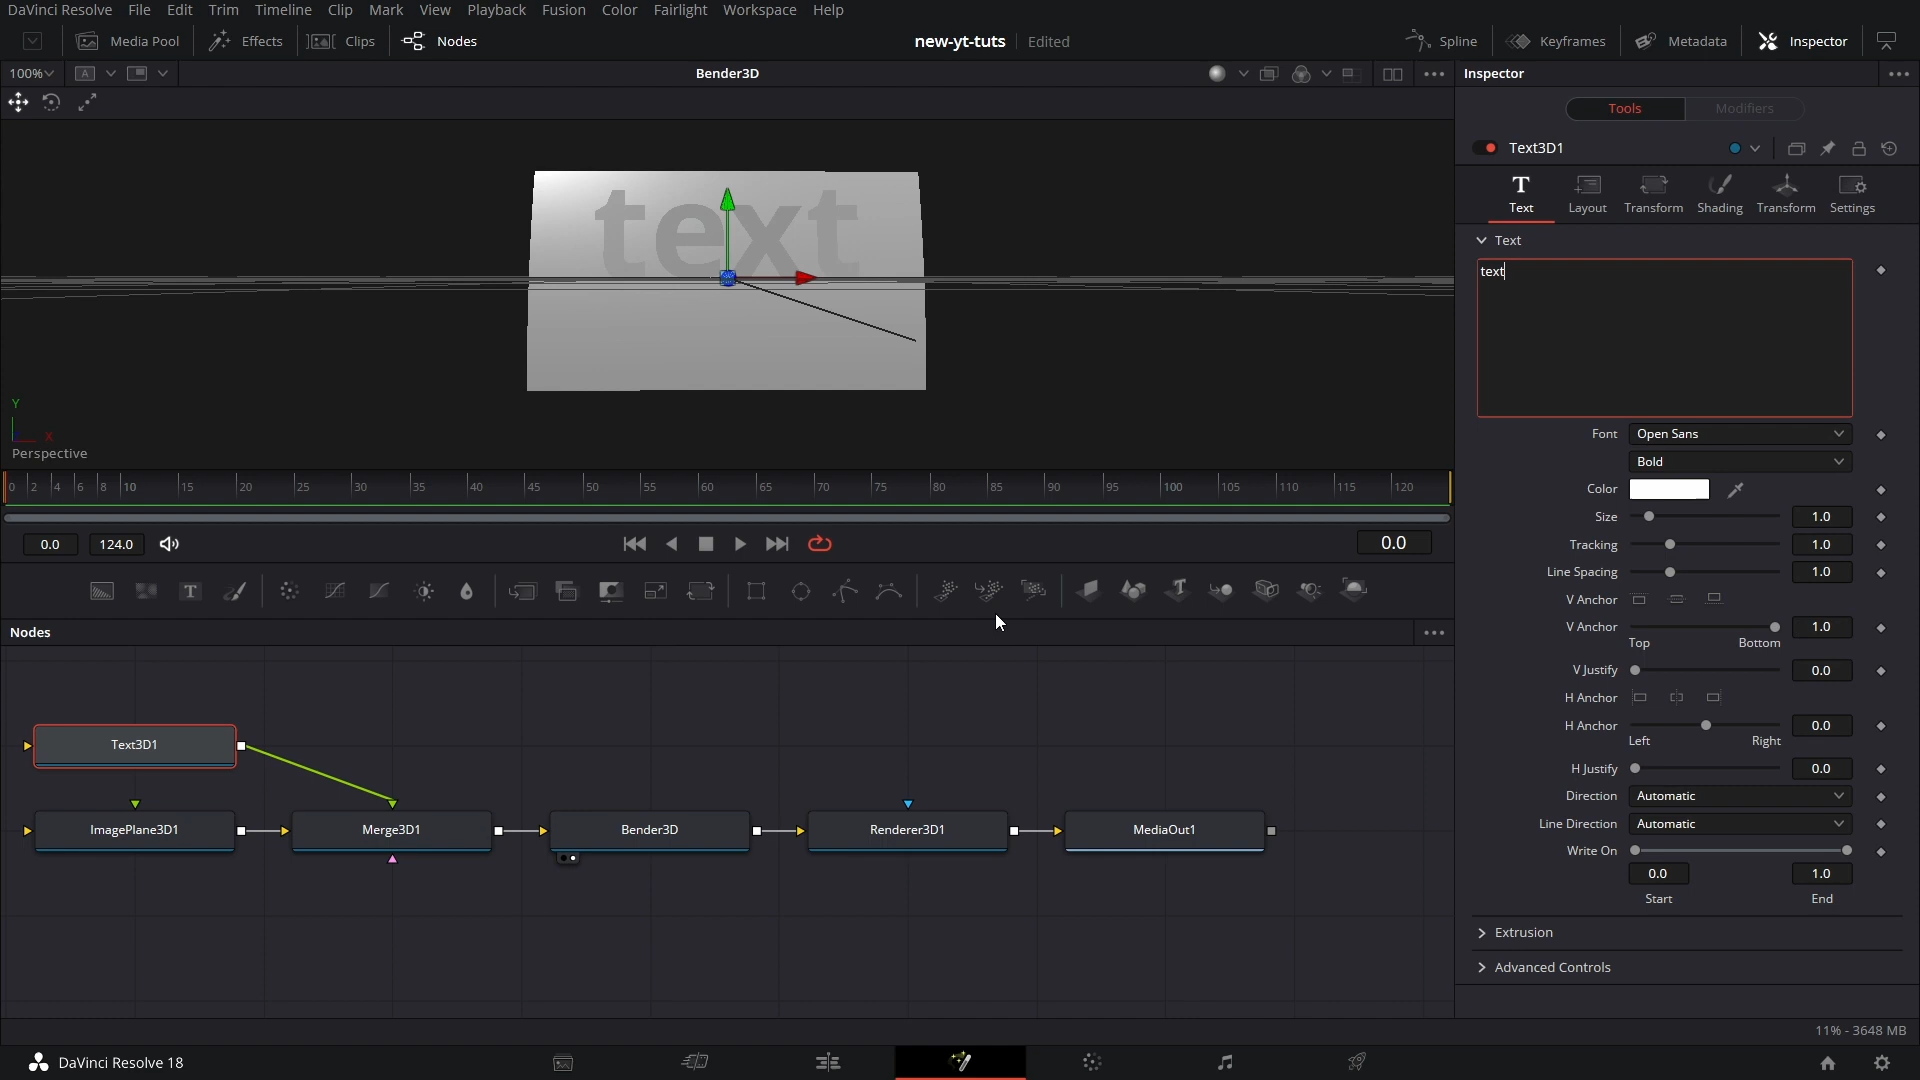 DaVinci Resolve File Edit Trim Timeline Clip Mark View Playback Fusion Color Fairlight Workspace Help
Media Pool Effects Clips Nodes new-yt-tuts Edited Spline Keyframes Metadata Inspector
100% A Bender3D Inspector
Tools Modifiers
Text3D1
Text Layout Transform Shading Transform Settings
Text
text
text
Y
X
Perspective
Font Open Sans
Bold
0 2 4 6 8 10 15 20 25 30 35 40 45 50 55 60 65 70 75 80 85 90 95 100 105 110 115 120
Color
Size 1.0
0.0 124.0 0.0
Tracking 1.0
Line Spacing 1.0
V Anchor
V Anchor 1.0
Top Bottom
Nodes
V Justify 0.0
H Anchor
H Anchor 0.0
Left Right
H Justify 0.0
Direction Automatic
Line Direction Automatic
Write On
0.0 1.0
Start End
Extrusion
Advanced Controls
Text3D1
ImagePlane3D1 Merge3D1 Bender3D Renderer3D1 MediaOut1
11% - 3648 MB
DaVinci Resolve 18